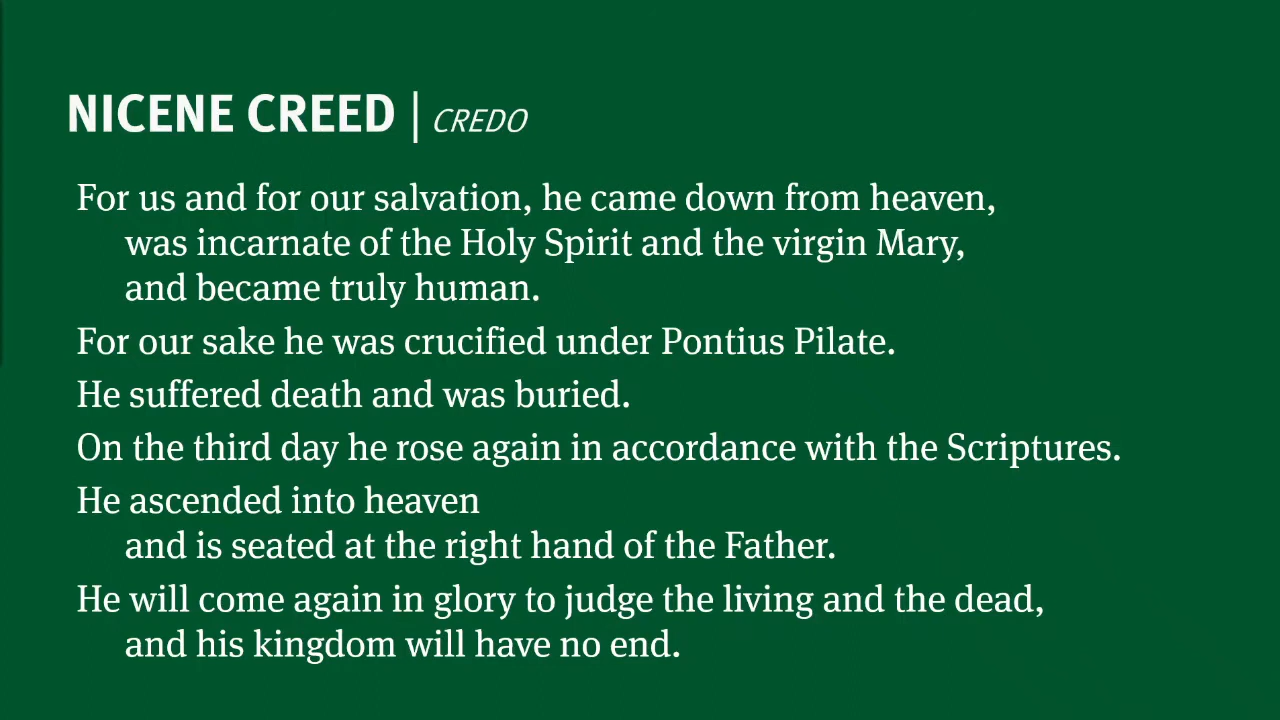 NICENE CREED | CREDO
For us and for our salvation, he came down from heaven,
was incarnate of the Holy Spirit and the virgin Mary,
and became truly human.
For our sake he was crucified under Pontius Pilate.
He suffered death and was buried.
On the third day he rose again in accordance with the Scriptures.
He ascended into heaven
and is seated at the right hand of the Father.
He will come again in glory to judge the living and the dead,
and his kingdom will have no end.